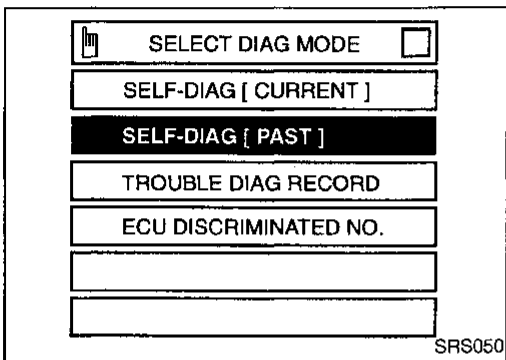 SELECT DIAG MODE
SELF-DIAG [ CURRENT ]
SELF-DIAG [ PAST ]
TROUBLE DIAG RECORD
ECU DISCRIMINATED NO.
SRS050